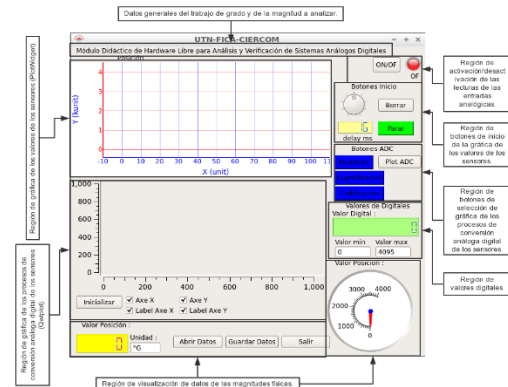 Datos generales del trabajo de grado y de la magnitud a analizar.
UTN-FICA-CIERCOM
Módulo Didáctico de Hardware Libre para Análisis y Verificación de Sistemas Análogos Digitales
Posición
Y (kunit)
4
3
2
1
0
-10 0 10 20 30 40 50 60 70 80 90 100
X (unit)
ON/OF
OF
Botones Inicio
Borrar
Parar
delay ms
Botones ADC
Plot ADC
Valores de Digitales
Valor Digital :
0
Valor min Valor max
0 4095
Valor Posicion :
0 1000 2000 3000 4000
1,000
800
600
400
200
0
0 200 400 600 800 1,000
Inicializar
Axe X Axe Y
Label Axe X Label Axe Y
Valor Posición :
0
Unidad :
°G
Abrir Datos Guardar Datos Salir
Región de gráfica de los valores de los sensores (PlotWidget)
Región de gráfica de los procesos de
conversión análoga digital de los sensores
Región de
activación/desact
ivación de las
lecturas de las
entradas
analógicas.
Región de
botones de inicio
de la gráfica de
los valores de los
sensores
Región de
botones de
selección de
gráfica de los
procesos de
conversión
análoga digital
de los sensores
Región de
valores digitales
Región de visualización de datos de las magnitudes físicas.